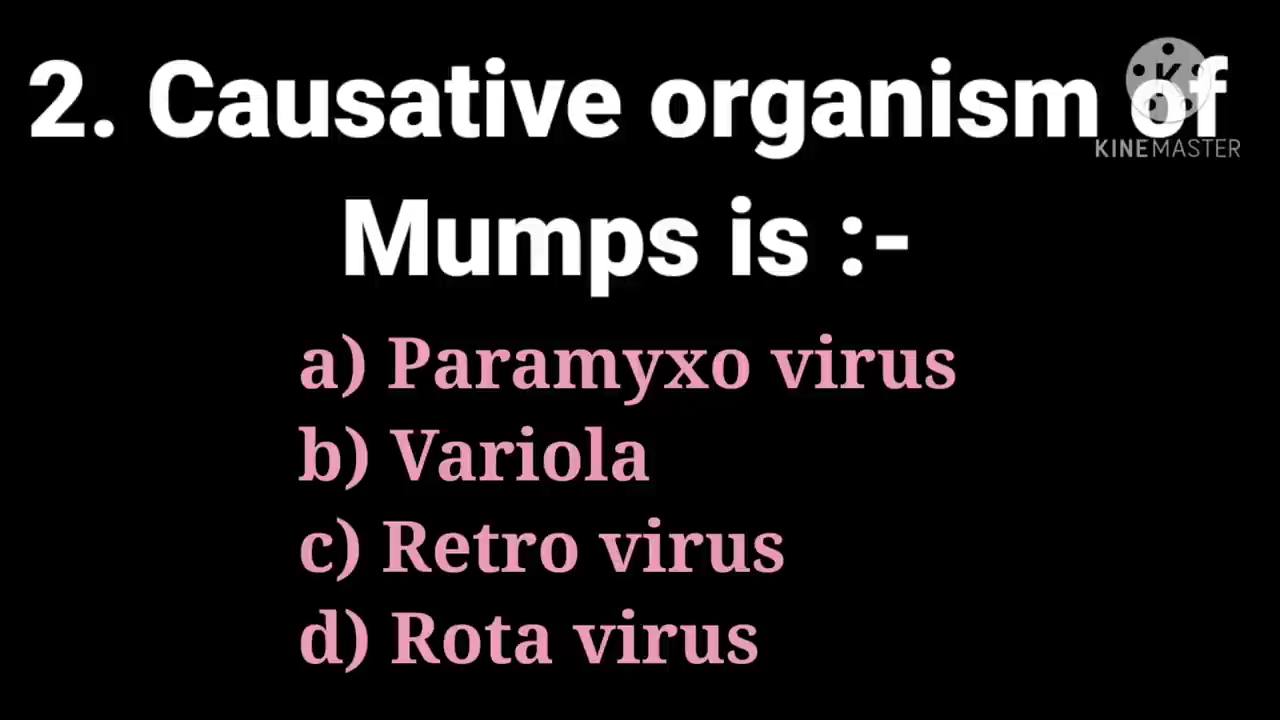 2. Causative organism of
KINEMASTER
Mumps is :-
a) Paramyxo virus
b) Variola
c) Retro virus
d) Rota virus